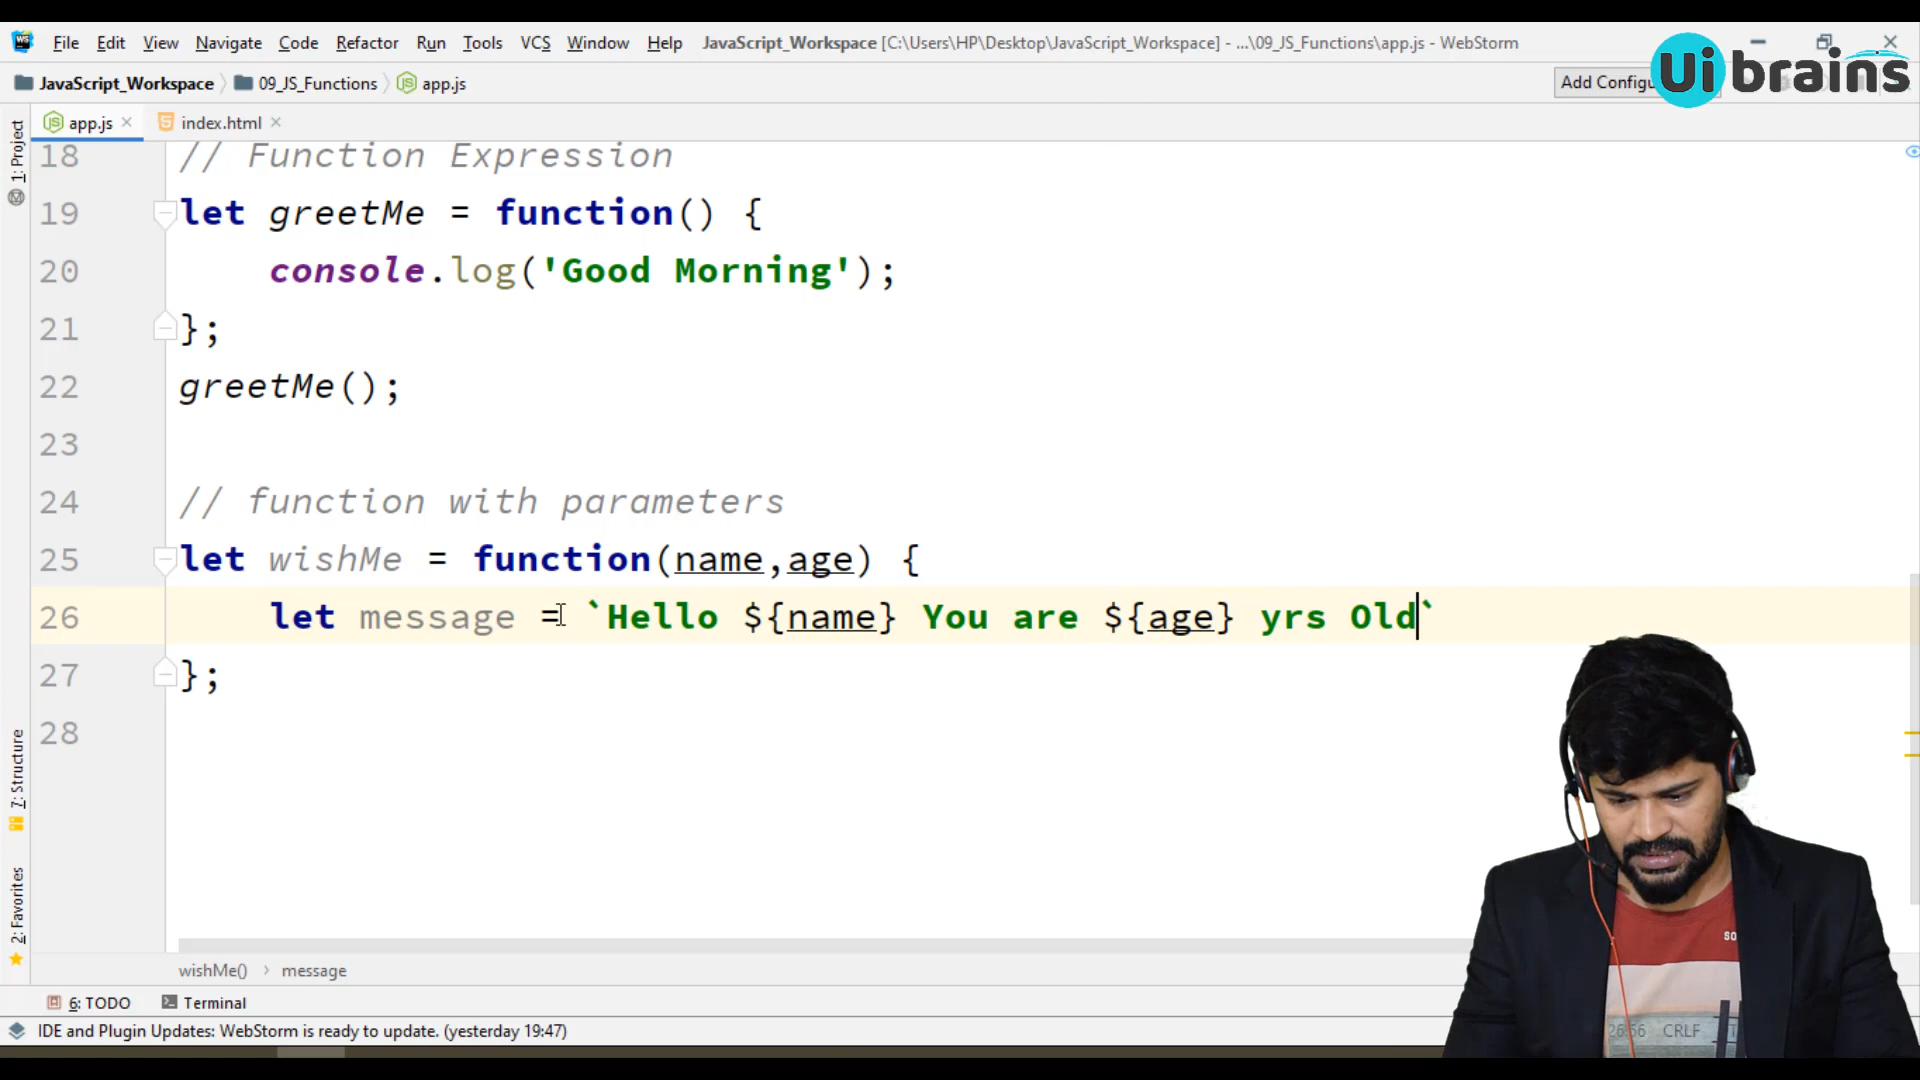 File Edit View Navigate Code Refactor Run Tools VCS Window Help JavaScript_Workspace [C:\Users\HP\Desktop\JavaScript_Workspace] - ...\09_JS_Functions\app.js - WebStorm
JavaScript_Workspace 09_JS_Functions app.js
Ui brains
app.js index.html
1: Project
18 // Function Expression
19 let greetMe = function() {
20 console.log('Good Morning');
21 };
22 greetMe();
23
24 // function with parameters
25 let wishMe = function(name,age) {
26 let message = `Hello ${name} You are ${age} yrs Old`
27 };
28
7: Structure
2: Favorites
wishMe() › message
6: TODO Terminal
IDE and Plugin Updates: WebStorm is ready to update. (yesterday 19:47) CRLF